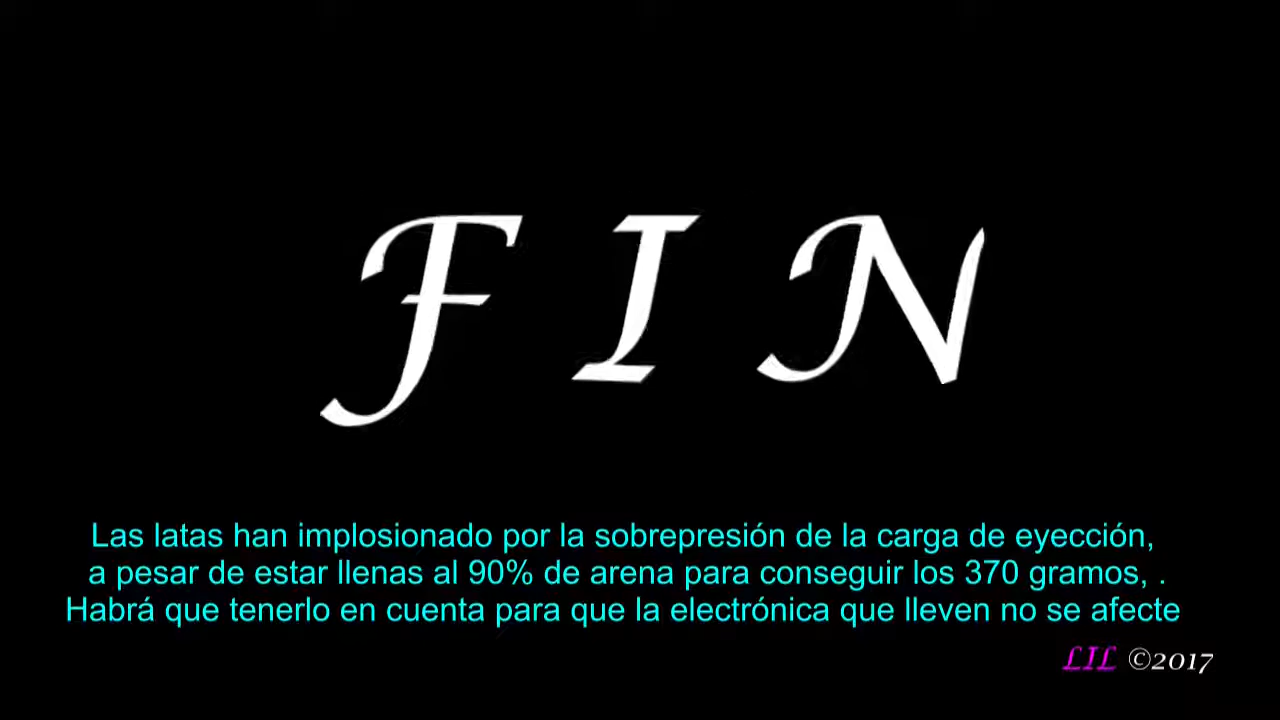 F I N
Las latas han implosionado por la sobrepresión de la carga de eyección,
a pesar de estar llenas al 90% de arena para conseguir los 370 gramos, .
Habrá que tenerlo en cuenta para que la electrónica que lleven no se afecte
LIL ©2017